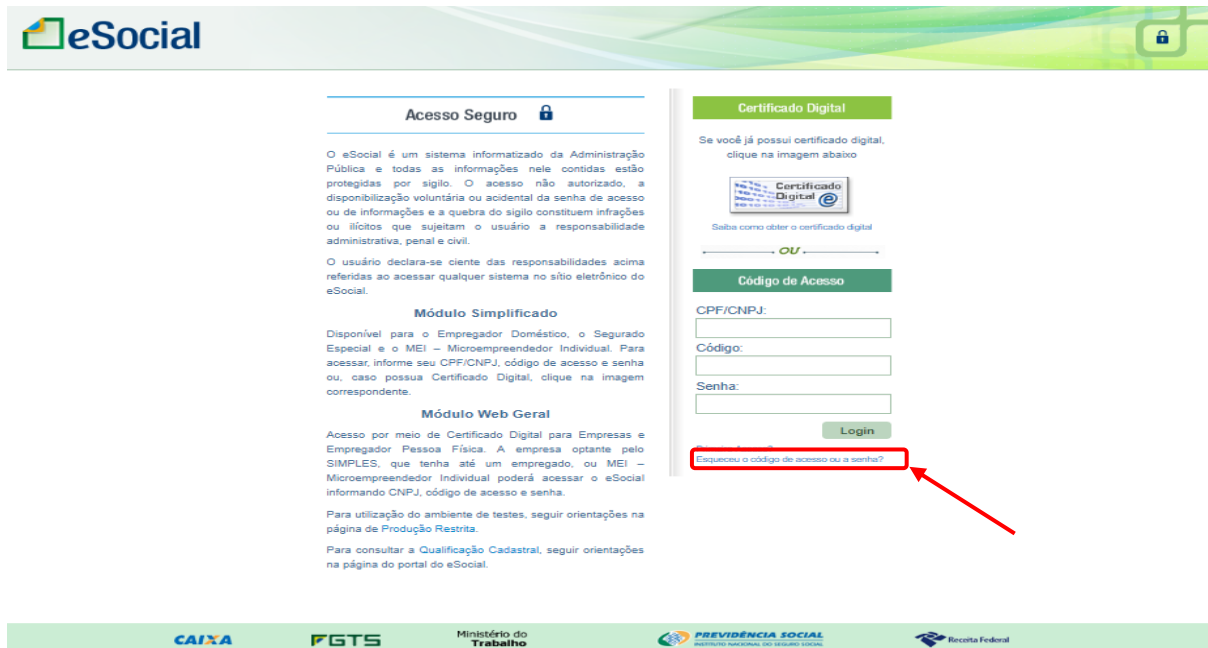 eSocial
Acesso Seguro
O eSocial é um sistema informatizado da Administração
Pública e todas as informações nele contidas estão
protegidas por sigilo. O acesso não autorizado, a
disponibilização voluntária ou acidental da senha de acesso
ou de informações e a quebra do sigilo constituem infrações
ou ilícitos que sujeitam o usuário a responsabilidade
administrativa, penal e civil.
O usuário declara-se ciente das responsabilidades acima
referidas ao acessar qualquer sistema no sítio eletrônico do
eSocial.
Módulo Simplificado
Disponível para o Empregador Doméstico, o Segurado
Especial e o MEI – Microempreendedor Individual. Para
acessar, informe seu CPF/CNPJ, código de acesso e senha
ou, caso possua Certificado Digital, clique na imagem
correspondente.
Módulo Web Geral
Acesso por meio de Certificado Digital para Empresas e
Empregador Pessoa Física. A empresa optante pelo
SIMPLES, que tenha até um empregado, ou MEI –
Microempreendedor Individual poderá acessar o eSocial
informando CNPJ, código de acesso e senha.
Para utilização do ambiente de testes, seguir orientações na
página de Produção Restrita.
Para consultar a Qualificação Cadastral, seguir orientações
na página do portal do eSocial.
Certificado Digital
Se você já possui certificado digital,
clique na imagem abaixo
Certificado
Digital
Saiba como obter o certificado digital
OU
Código de Acesso
CPF/CNPJ:
Código:
Senha:
Login
Esqueceu o código de acesso ou a senha?
CAIXA
FGTS
Ministério do
Trabalho
PREVIDÊNCIA SOCIAL
INSTITUTO NACIONAL DO SEGURO SOCIAL
Receita Federal